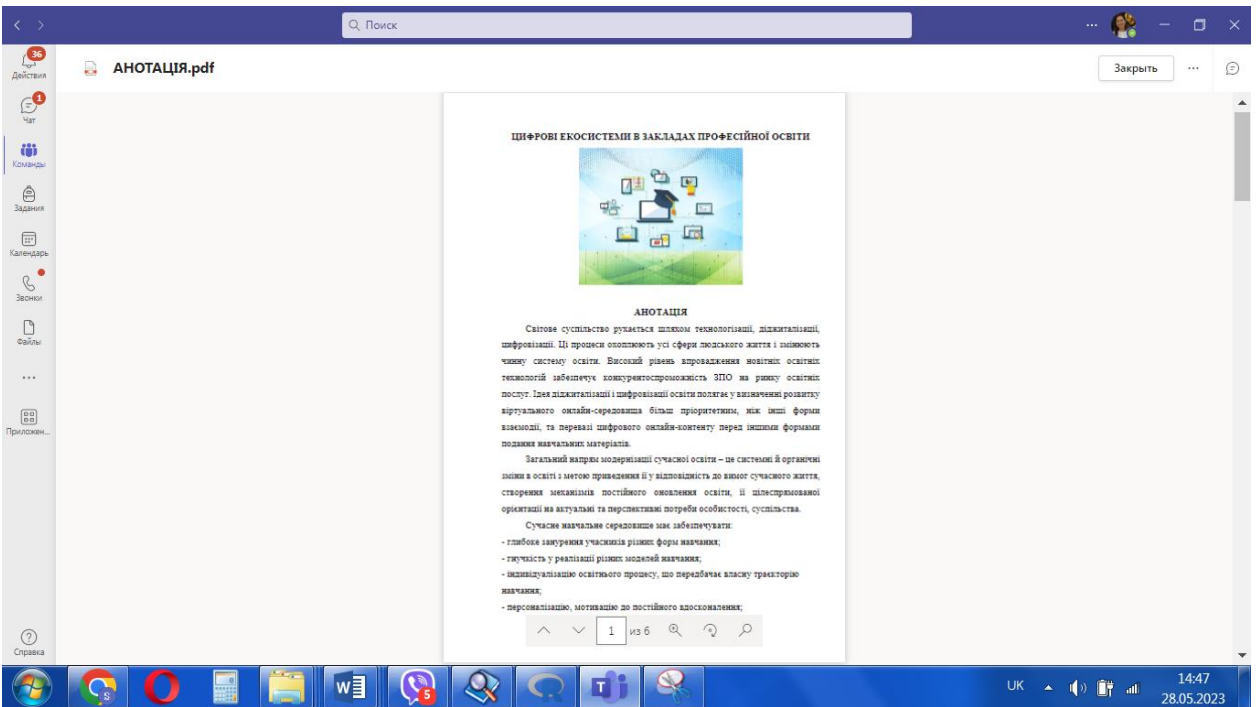 Поиск
36
Действия
АНОТАЦІЯ.pdf
Закрыть
1
Чат
Команды
Задания
Календарь
Звонки
Файлы
Приложен...
Справка
ЦИФРОВІ ЕКОСИСТЕМИ В ЗАКЛАДАХ ПРОФЕСІЙНОЇ ОСВІТИ
АНОТАЦІЯ
Світове суспільство рухається шляхом технологізації, діджиталізації,
цифровізації. Ці процеси охоплюють усі сфери людського життя і змінюють
чинну систему освіти. Високий рівень впровадження новітніх освітніх
технологій забезпечує конкурентоспроможність ЗПО на ринку освітніх
послуг. Ідея діджиталізації і цифровізації освіти полягає у визначенні розвитку
віртуального онлайн-середовища більш пріоритетним, ніж інші форми
взаємодії, та перевазі цифрового онлайн-контенту перед іншими формами
подання навчальних матеріалів.
Загальний напрям модернізації сучасної освіти – це системні й органічні
зміни в освіті з метою приведення її у відповідність до вимог сучасного життя,
створення механізмів постійного оновлення освіти, її цілеспрямованої
орієнтації на актуальні та перспективні потреби особистості, суспільства.
Сучасне навчальне середовище має забезпечувати:
- глибоке занурення учасників різних форм навчання;
- гнучкість у реалізації різних моделей навчання;
- індивідуалізацію освітнього процесу, що передбачає власну траєкторію
навчання;
- персоналізацію, мотивацію до постійного вдосконалення;
1 из 6
S
W
5
T
UK
14:47
28.05.2023